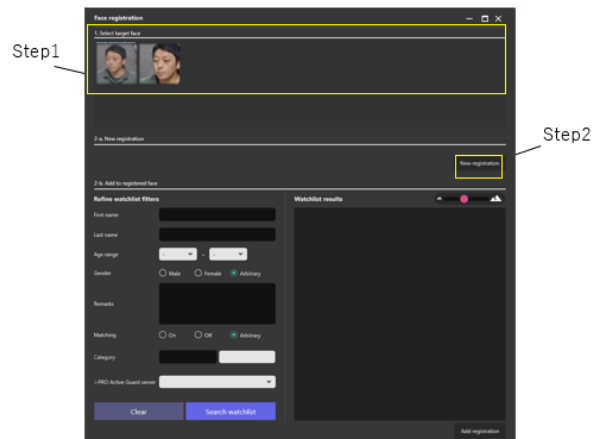 Face registration
1. Select target face
Step1
2-a. New registration
Step2
New registration
2-b. Add to registered face
Refine watchlist filters
Watchlist results
First name
Last name
Age range - ~ -
Gender Male Female Arbitrary
Remarks
Matching On Off Arbitrary
Category
i-PRO Active Guard server
Clear Search watchlist
Add registration